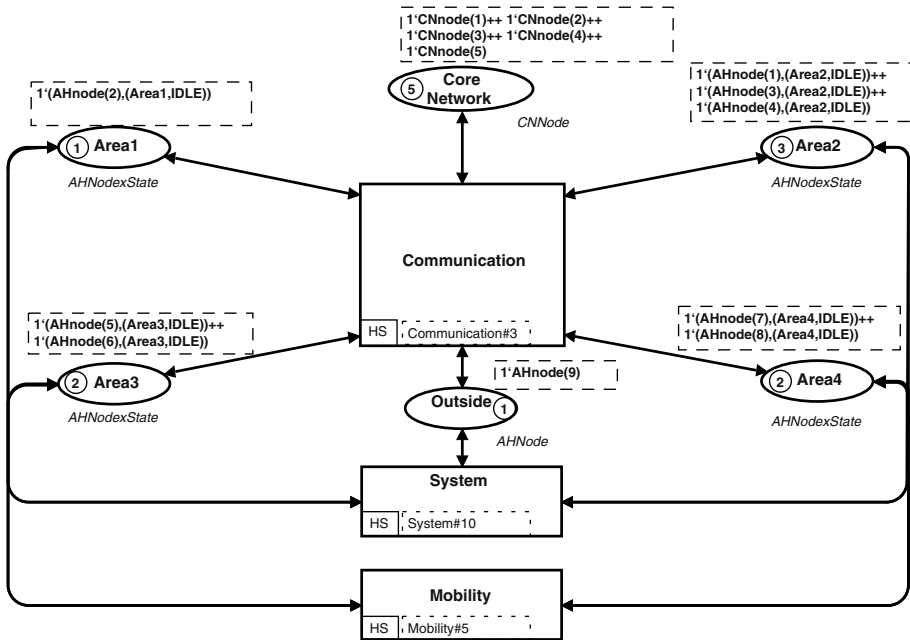 1‘CNnode(1)++ 1‘CNnode(2)++
1‘CNnode(3)++ 1‘CNnode(4)++
1‘CNnode(5)
5
Core
Network
CNNode
1‘(AHnode(2),(Area1,IDLE))
1
Area1
AHNodexState
1‘(AHnode(1),(Area2,IDLE))++
1‘(AHnode(3),(Area2,IDLE))++
1‘(AHnode(4),(Area2,IDLE))
3
Area2
AHNodexState
Communication
HS
Communication#3
1‘(AHnode(5),(Area3,IDLE))++
1‘(AHnode(6),(Area3,IDLE))
2
Area3
AHNodexState
1‘(AHnode(7),(Area4,IDLE))++
1‘(AHnode(8),(Area4,IDLE))
2
Area4
AHNodexState
1‘AHnode(9)
Outside
1
AHNode
System
HS
System#10
Mobility
HS
Mobility#5